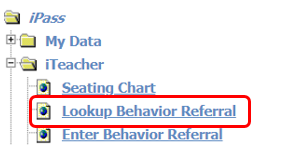 iPass
My Data
iTeacher
Seating Chart
Lookup Behavior Referral
Enter Behavior Referral